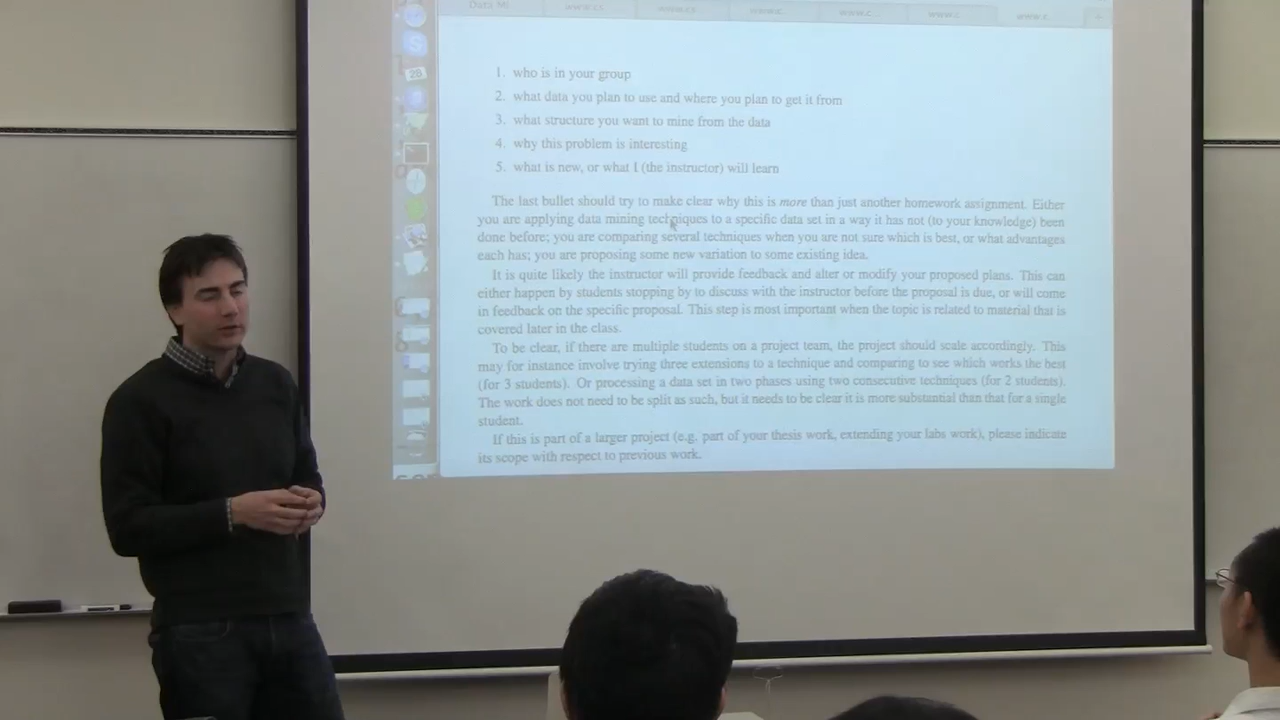 Data Mi
www.cs
www.cs
www.c
www.c
www.c
www.c
28
1. who is in your group
2. what data you plan to use and where you plan to get it from
3. what structure you want to mine from the data
4. why this problem is interesting
5. what is new, or what I (the instructor) will learn
The last bullet should try to make clear why this is more than just another homework assignment. Either
you are applying data mining techniques to a specific data set in a way it has not (to your knowledge) been
done before; you are comparing several techniques when you are not sure which is best, or what advantages
each has; you are proposing some new variation to some existing idea.
It is quite likely the instructor will provide feedback and alter or modify your proposed plans. This can
either happen by students stopping by to discuss with the instructor before the proposal is due, or will come
in feedback on the specific proposal. This step is most important when the topic is related to material that is
covered later in the class.
To be clear, if there are multiple students on a project team, the project should scale accordingly. This
may for instance involve trying three extensions to a technique and comparing to see which works the best
(for 3 students). Or processing a data set in two phases using two consecutive techniques (for 2 students).
The work does not need to be split as such, but it needs to be clear it is more substantial than that for a single
student.
If this is part of a larger project (e.g. part of your thesis work, extending your labs work), please indicate
its scope with respect to previous work.